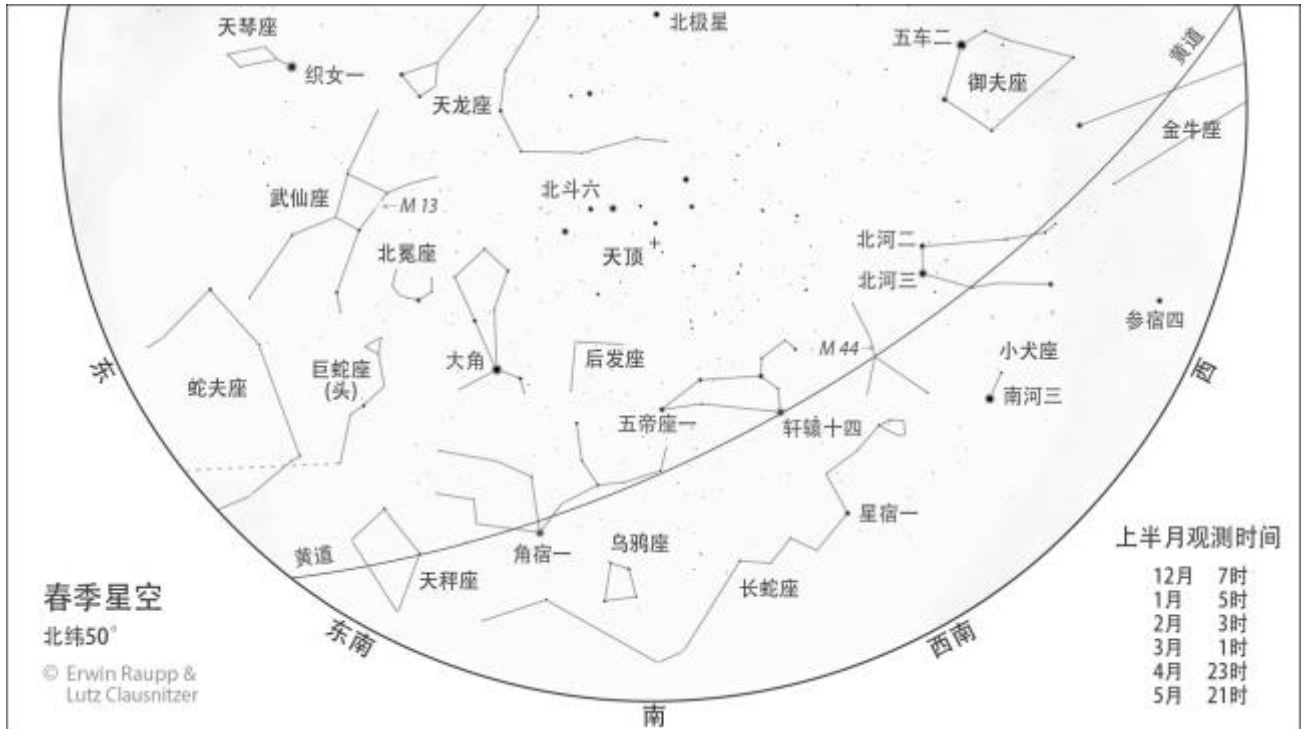 天琴座
织女一
天龙座
北极星
五车二
御夫座
黄道
金牛座
武仙座
M 13
北斗六
天顶
北冕座
北河二
北河三
参宿四
小犬座
南河三
M 44
东
西
蛇夫座
巨蛇座
(头)
大角
后发座
五帝座一
轩辕十四
星宿一
黄道
角宿一
天秤座
乌鸦座
长蛇座
东南
西南
南
春季星空
北纬50°
© Erwin Raupp &
Lutz Clausnitzer
上半月观测时间
12月 7时
1月 5时
2月 3时
3月 1时
4月 23时
5月 21时